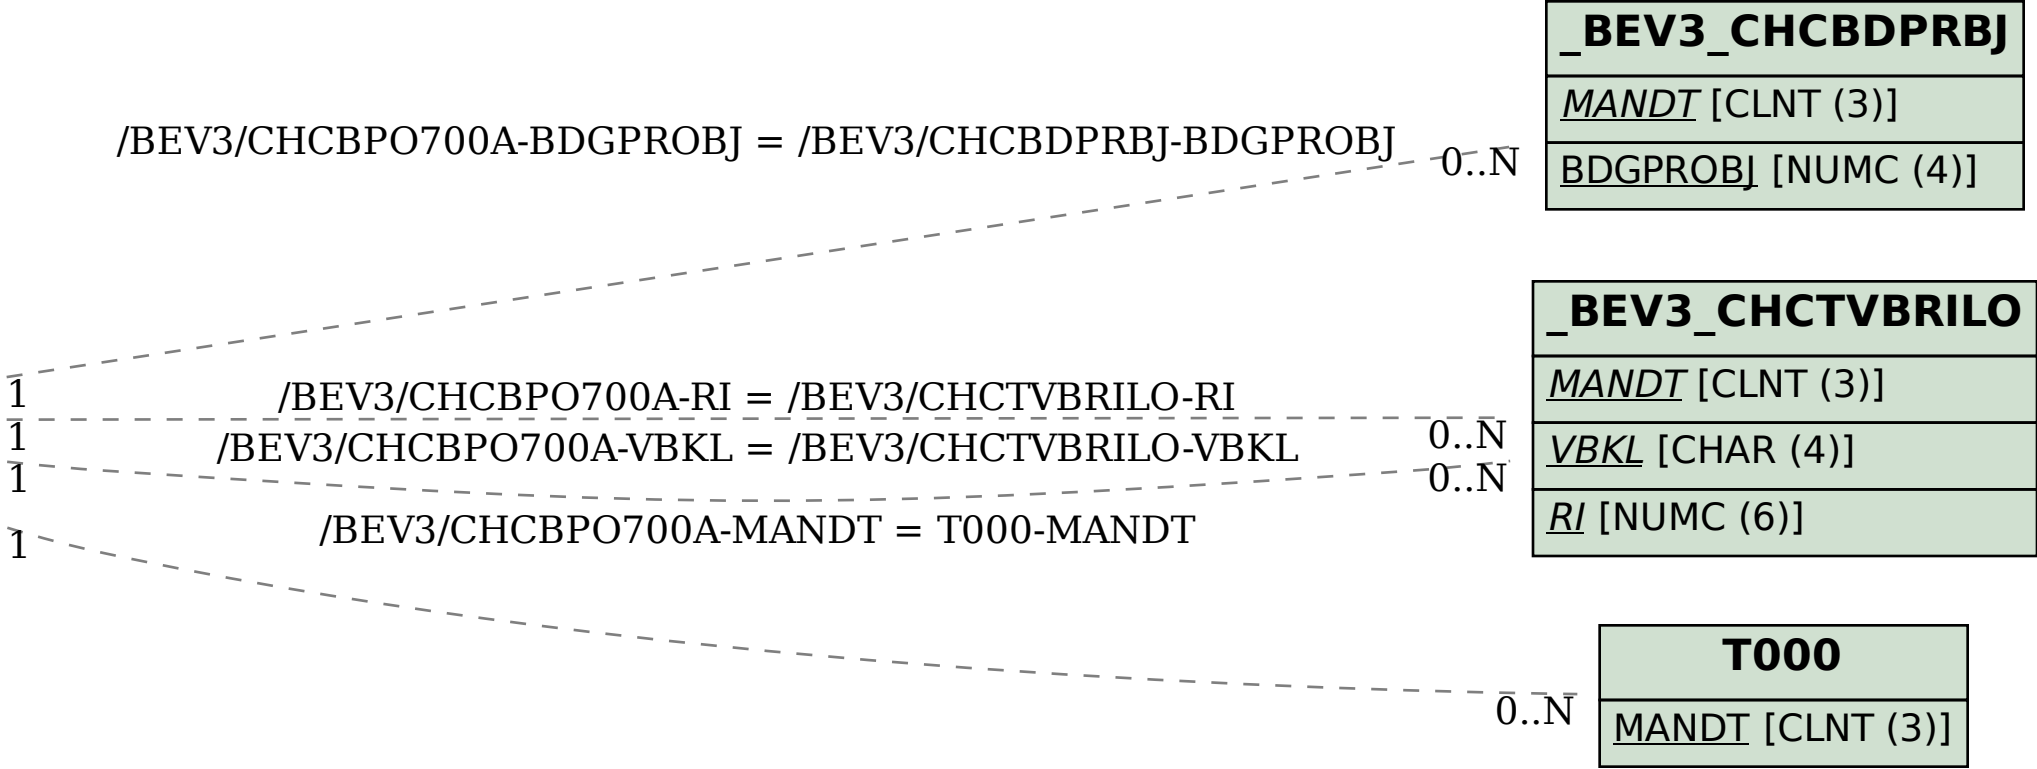 _BEV3_CHCBDPRBJ
MANDT [CLNT (3)]
BDGPROBJ [NUMC (4)]
/BEV3/CHCBPO700A-BDGPROBJ = /BEV3/CHCBDPRBJ-BDGPROBJ
0..N
1
_BEV3_CHCTVBRILO
MANDT [CLNT (3)]
VBKL [CHAR (4)]
RI [NUMC (6)]
/BEV3/CHCBPO700A-RI = /BEV3/CHCTVBRILO-RI
0..N
1
/BEV3/CHCBPO700A-VBKL = /BEV3/CHCTVBRILO-VBKL
0..N
1
/BEV3/CHCBPO700A-MANDT = T000-MANDT
0..N
1
T000
MANDT [CLNT (3)]